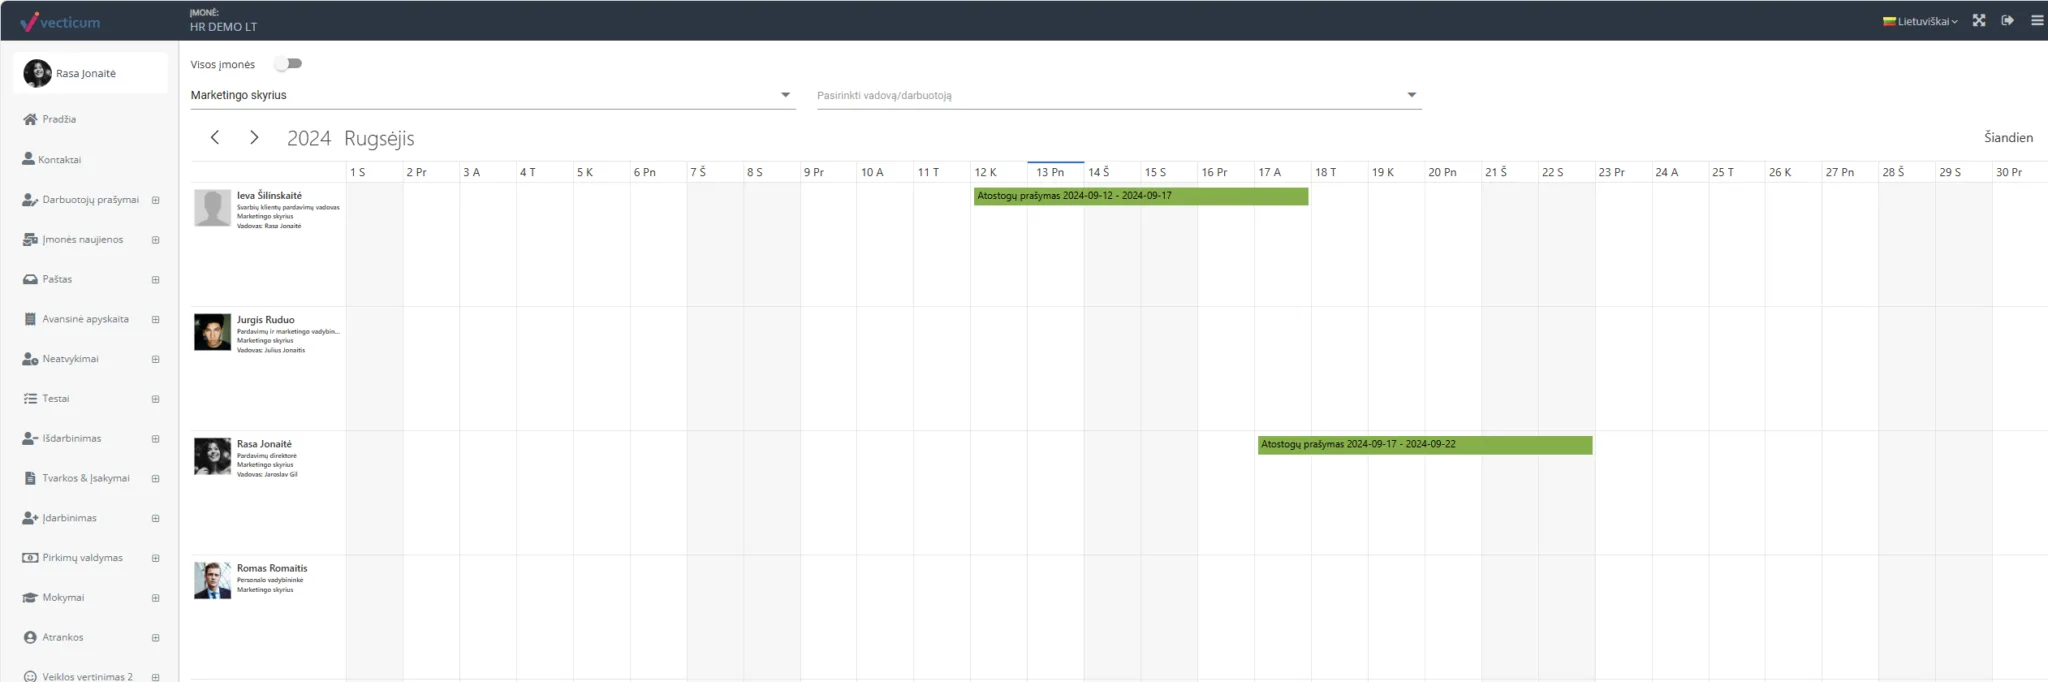 vecticum
ĮMONĖ:
HR DEMO LT
Lietuviškai
Rasa Jonaitė
Pradžia
Kontaktai
Darbuotojų prašymai
Įmonės naujienos
Paštas
Avansinė apyskaita
Neatvykimai
Testai
Išdarbinimas
Tvarkos & Įsakymai
Įdarbinimas
Pirkimų valdymas
Mokymai
Atrankos
Veiklos vertinimas 2
Visos įmonės
Marketingo skyrius
Pasirinkti vadovą/darbuotoją
2024 Rugsėjis
Šiandien
1 S 2 Pr 3 A 4 T 5 K 6 Pn 7 Š 8 S 9 Pr 10 A 11 T 12 K 13 Pn 14 Š 15 S 16 Pr 17 A 18 T 19 K 20 Pn 21 Š 22 S 23 Pr 24 A 25 T 26 K 27 Pn 28 Š 29 S 30 Pr
Ieva Šilinskaitė
Svarbių klientų pardavimų vadovas
Marketingo skyrius
Vadovas: Rasa Jonaitė
Atostogų prašymas 2024-09-12 - 2024-09-17
Jurgis Ruduo
Pardavimų ir marketingo vadybin...
Marketingo skyrius
Vadovas: Julius Jonaitis
Rasa Jonaitė
Pardavimų direktorė
Marketingo skyrius
Vadovas: Jaroslav Gil
Atostogų prašymas 2024-09-17 - 2024-09-22
Romas Romaitis
Personalo vadybininkė
Marketingo skyrius